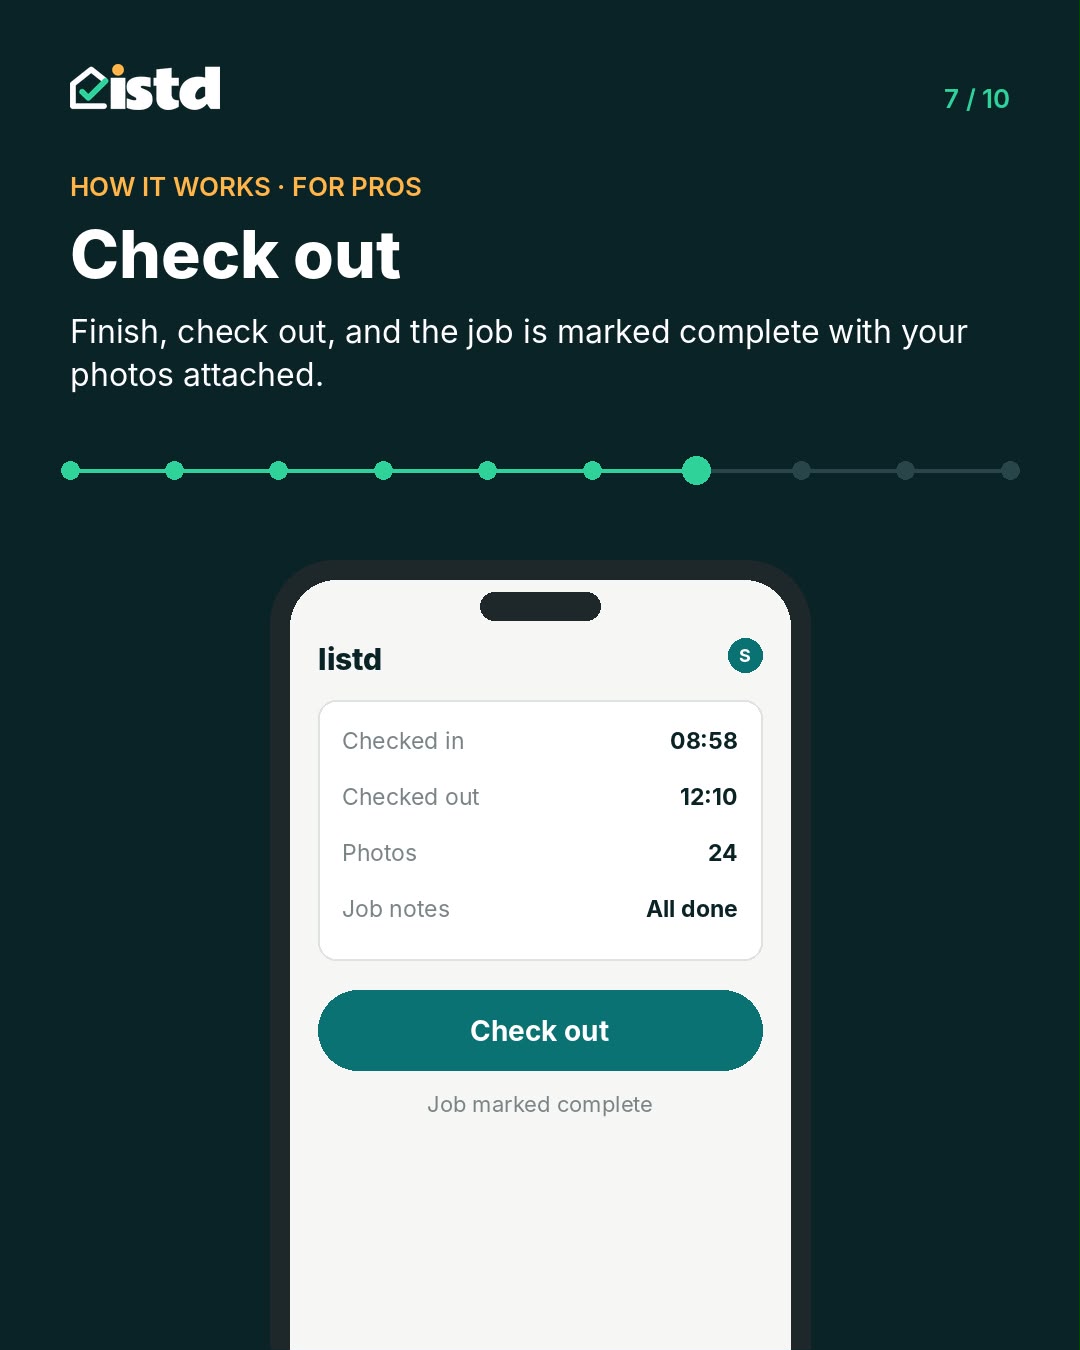 listd
7 / 10
HOW IT WORKS · FOR PROS
Check out
Finish, check out, and the job is marked complete with your
photos attached.
listd
S
Checked in 08:58
Checked out 12:10
Photos 24
Job notes All done
Check out
Job marked complete